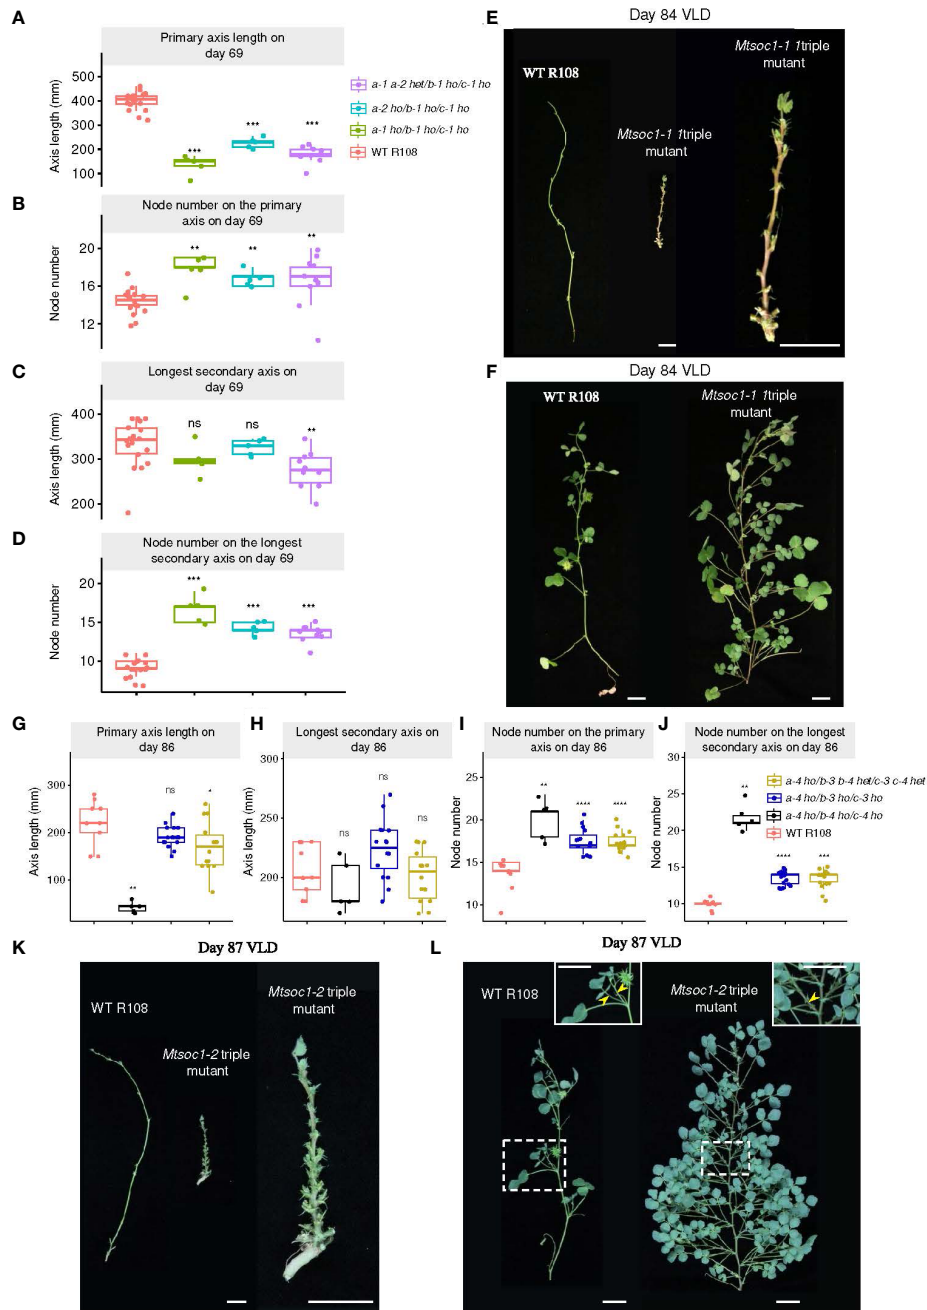 A
Primary axis length on
day 69
Axis length (mm)
500
400
300
200
100
***
***
***
a-1 a-2 het/b-1 ho/c-1 ho
a-2 ho/b-1 ho/c-1 ho
a-1 ho/b-1 ho/c-1 ho
WT R108
B
Node number on the primary
axis on day 69
Node number
20
16
12
**
**
**
C
Longest secondary axis on
day 69
Axis length (mm)
400
300
200
ns
ns
**
D
Node number on the longest
secondary axis on day 69
Node number
20
15
10
***
***
***
E
Day 84 VLD
WT R108
Mtsoc1-1 1triple
mutant
Mtsoc1-1 1triple
mutant
F
Day 84 VLD
WT R108
Mtsoc1-1 1triple
mutant
G
Primary axis length on
day 86
Axis length (mm)
300
200
100
**
ns
*
H
Longest secondary axis on
day 86
Axis length (mm)
300
250
200
ns
ns
ns
I
Node number on the primary
axis on day 86
Node number
25
20
15
10
**
****
****
J
Node number on the longest
secondary axis on day 86
Node number
30
25
20
15
10
**
****
***
a-4 ho/b-3 b-4 het/c-3 c-4 het
a-4 ho/b-3 ho/c-3 ho
a-4 ho/b-4 ho/c-4 ho
WT R108
K
Day 87 VLD
WT R108
Mtsoc1-2 triple
mutant
Mtsoc1-2 triple
mutant
L
Day 87 VLD
WT R108
Mtsoc1-2 triple
mutant